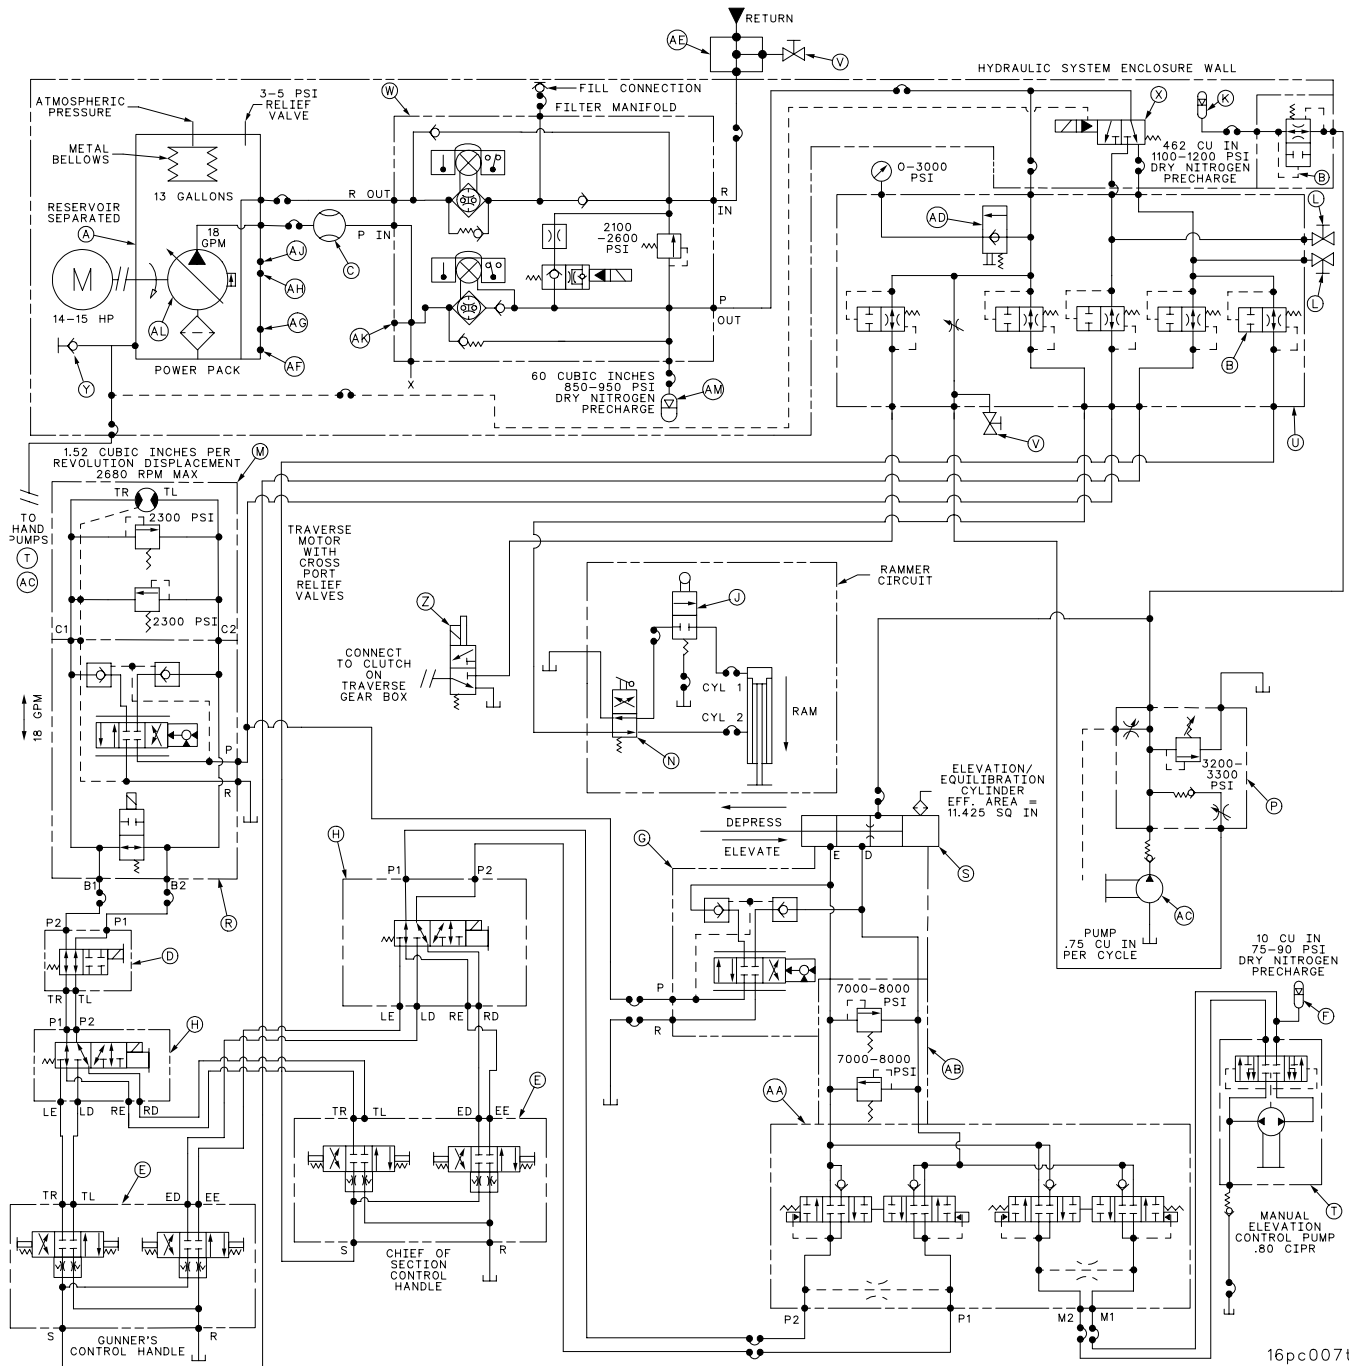 RETURN
AE
V
HYDRAULIC SYSTEM ENCLOSURE WALL
ATMOSPHERIC
PRESSURE
3-5 PSI
RELIEF
VALVE
W
FILL CONNECTION
FILTER MANIFOLD
X
K
METAL
BELLOWS
462 CU IN
1100-1200 PSI
DRY NITROGEN
PRECHARGE
B
0-3000
PSI
13 GALLONS
R OUT
R
IN
RESERVOIR
SEPARATED
A
18
GPM
P IN
C
2100
-2600
PSI
AD
L
L
AJ
AH
M
14-15 HP
AL
AG
AF
AK
P
OUT
B
Y
POWER PACK
X
60 CUBIC INCHES
850-950 PSI
DRY NITROGEN
PRECHARGE
AM
V
U
1.52 CUBIC INCHES PER
REVOLUTION DISPLACEMENT
2680 RPM MAX
M
TR TL
2300 PSI
TO
HAND
PUMPS
T
AC
TRAVERSE
MOTOR
WITH
CROSS
PORT
RELIEF
VALVES
2300 PSI
C1 C2
RAMMER
CIRCUIT
J
Z
CONNECT
TO CLUTCH
ON
TRAVERSE
GEAR BOX
CYL 1
CYL 2
RAM
N
18 GPM
P
R
3200-
3300
PSI
P
ELEVATION/
EQUILIBRATION
CYLINDER
EFF. AREA =
11.425 SQ IN
DEPRESS
ELEVATE
E D
S
G
H
P1 P2
B1 B2
R
P2 P1
D
TR TL
AC
PUMP
.75 CU IN
PER CYCLE
10 CU IN
75-90 PSI
DRY NITROGEN
PRECHARGE
F
P
R
7000-8000
PSI
7000-8000
PSI
AB
LE LD RE RD
P1 P2
H
LE LD RE RD
AA
E
TR TL ED EE
E
TR TL ED EE
T
MANUAL
ELEVATION
CONTROL PUMP
.80 CIPR
S R
CHIEF OF
SECTION
CONTROL
HANDLE
P2 P1
M2 M1
S R
GUNNER'S
CONTROL HANDLE